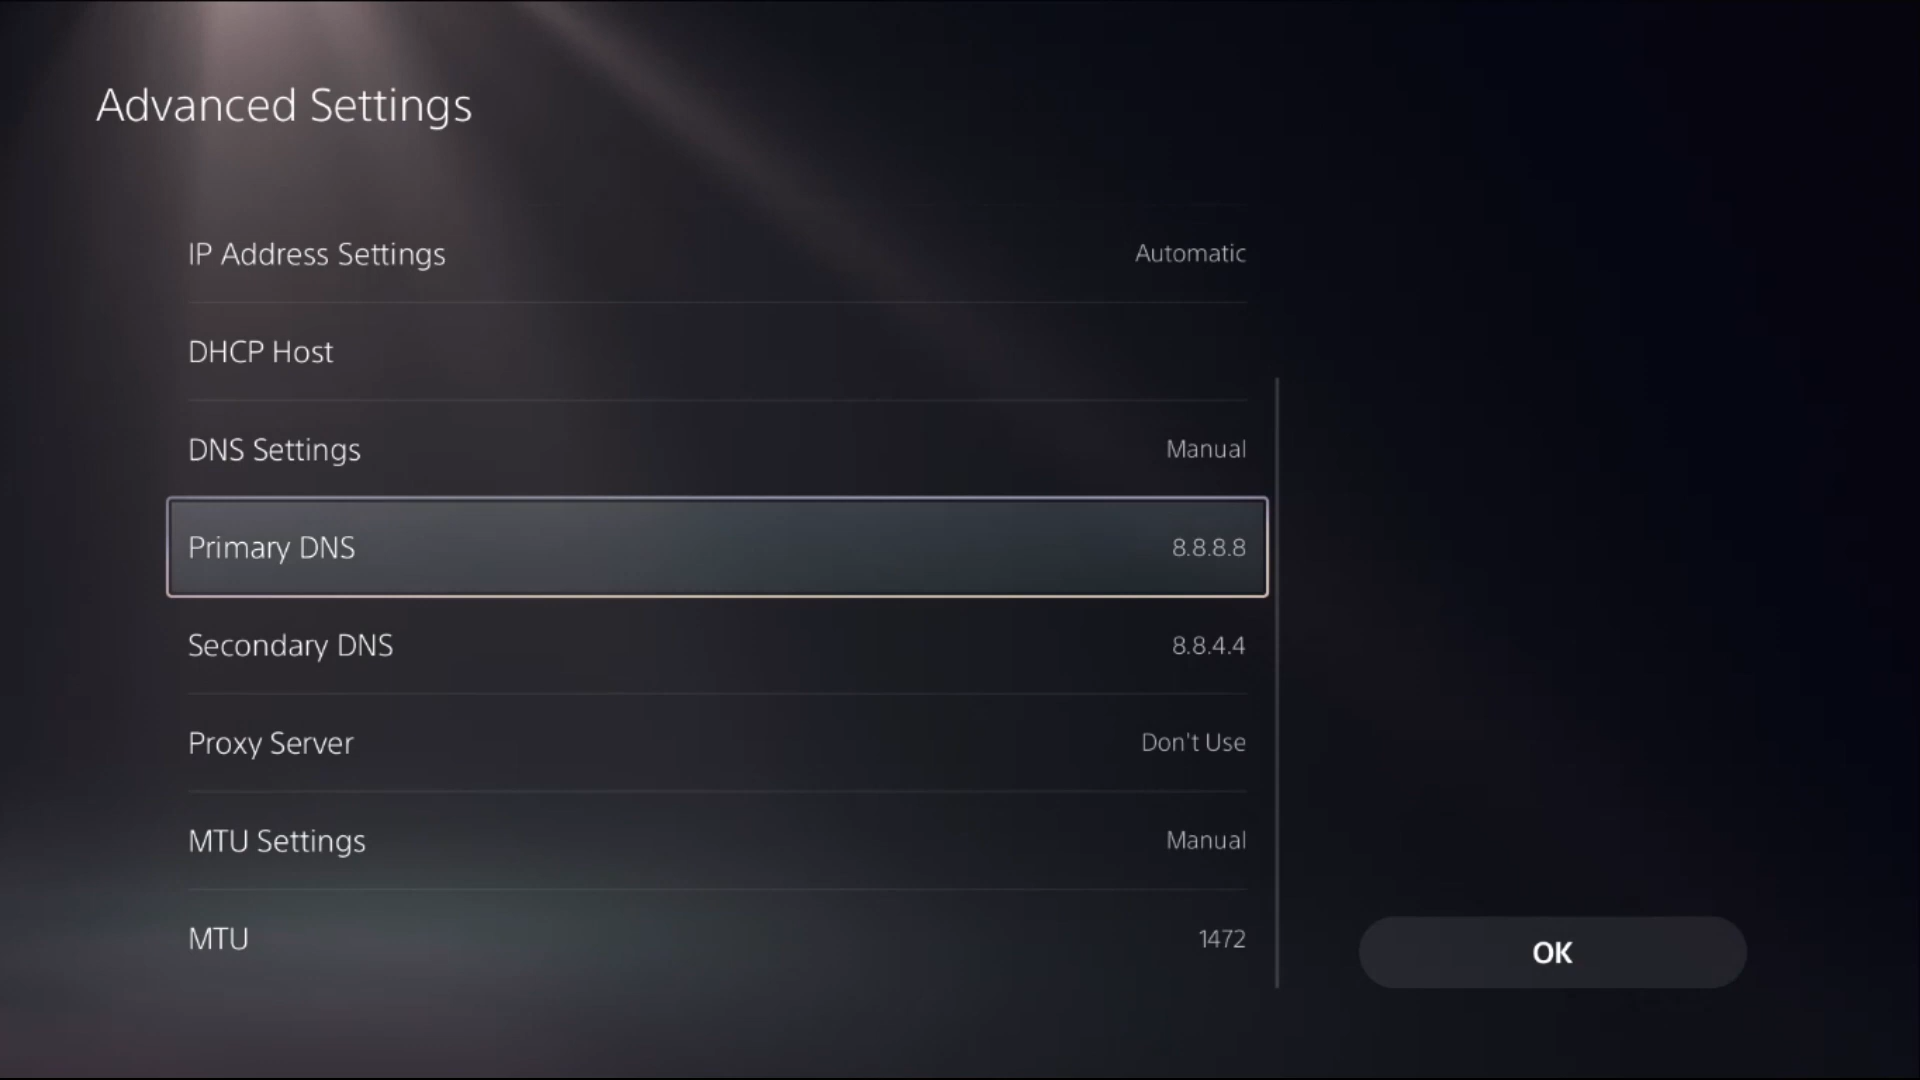 Advanced Settings
IP Address Settings Automatic
DHCP Host
DNS Settings Manual
Primary DNS 8.8.8.8
Secondary DNS 8.8.4.4
Proxy Server Don't Use
MTU Settings Manual
MTU 1472
OK